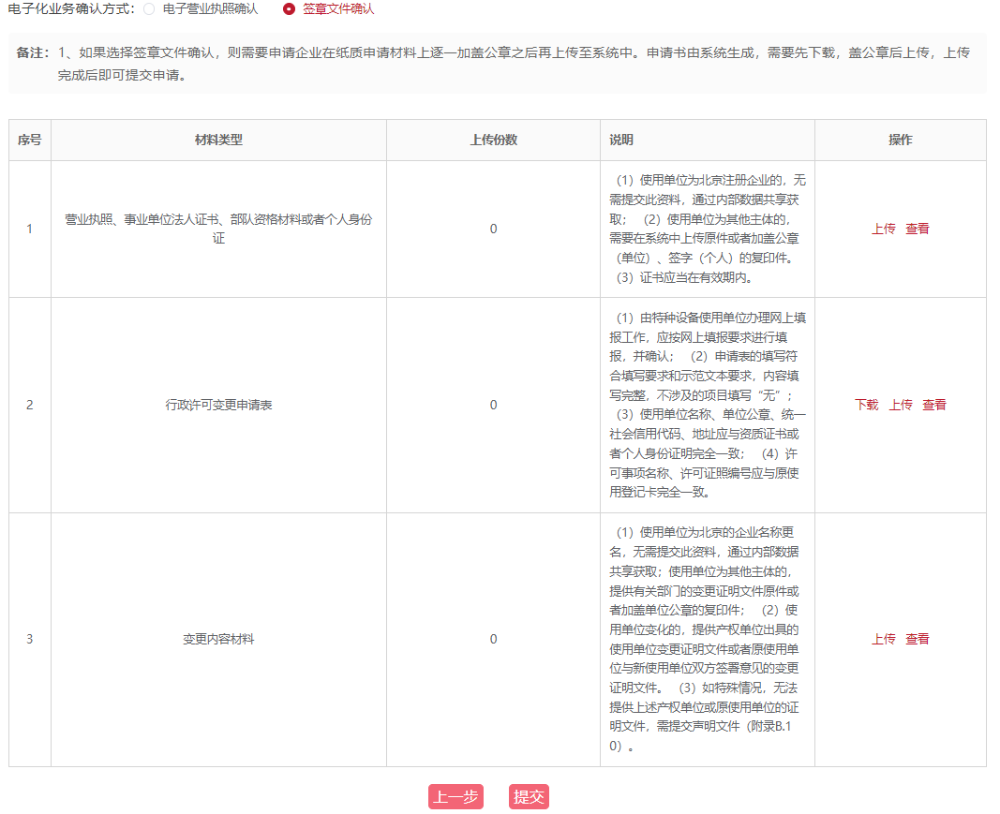 电子化业务确认方式： 电子营业执照确认 签章文件确认
备注： 1、如果选择签章文件确认，则需要申请企业在纸质申请材料上逐一加盖公章之后再上传至系统中。申请书由系统生成，需要先下载，盖公章后上传，上传
完成后即可提交申请。
序号 材料类型 上传份数 说明 操作
1
营业执照、事业单位法人证书、部队资格材料或者个人身份
证
0
（1）使用单位为北京注册企业的，无
需提交此资料，通过内部数据共享获
取； （2）使用单位为其他主体的，
需要在系统中上传原件或者加盖公章
（单位）、签字（个人）的复印件。
（3）证书应当在有效期内。
上传 查看
2
行政许可变更申请表
0
（1）由特种设备使用单位办理网上填
报工作，应按网上填报要求进行填
报，并确认； （2）申请表的填写符
合填写要求和示范文本要求，内容填
写完整，不涉及的项目填写“无”；
（3）使用单位名称、单位公章、统一
社会信用代码、地址应与资质证书或
者个人身份证明完全一致； （4）许
可事项名称、许可证照编号应与原使
用登记卡完全一致。
下载 上传 查看
3
变更内容材料
0
（1）使用单位为北京的企业名称更
名，无需提交此资料，通过内部数据
共享获取；使用单位为其他主体的，
提供有关部门的变更证明文件原件或
者加盖单位公章的复印件； （2）使
用单位变化的，提供产权单位出具的
使用单位变更证明文件或者原使用单
位与新使用单位双方签署意见的变更
证明文件。 （3）如特殊情况，无法
提供上述产权单位或原使用单位的证
明文件，需提交声明文件（附录B.1
0）。
上传 查看
上一步 提交